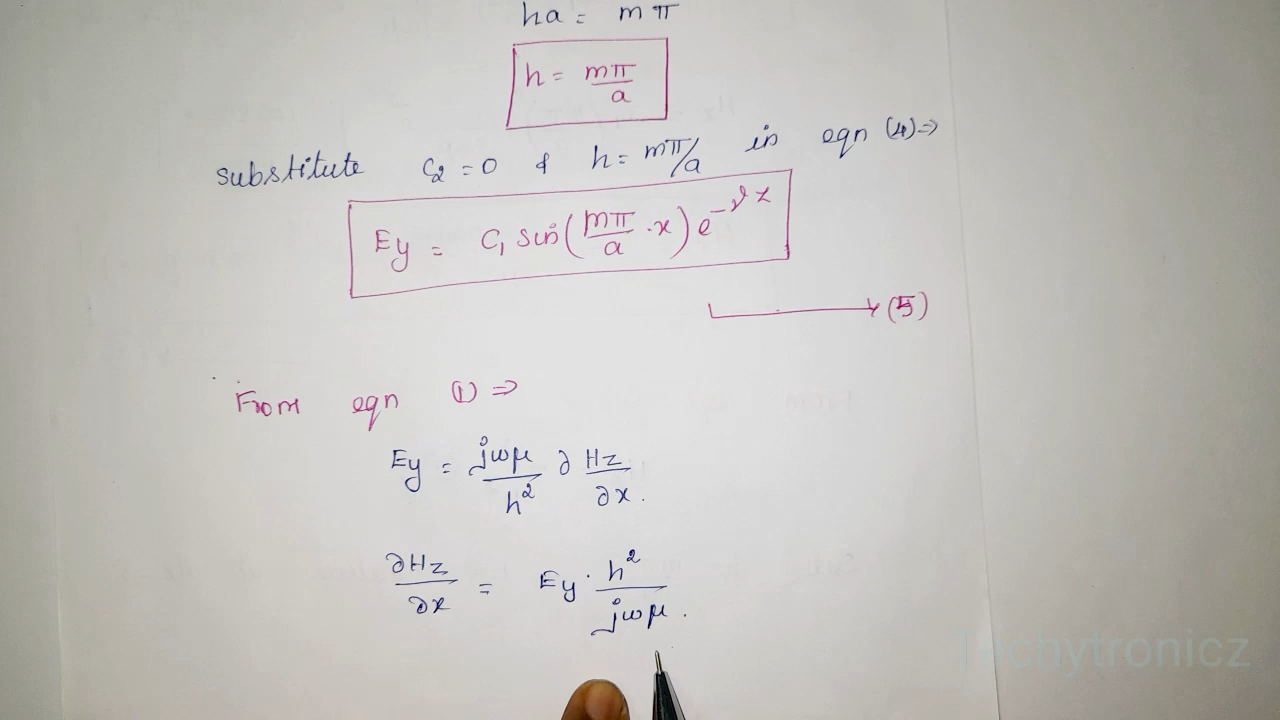 ha = mπ
h = mπ/a
substitute C₂ = 0 & h = mπ/a in eqn (4) ⇒
Ey = C₁ sin(mπ/a · x) e^-γz
(5)
From eqn (1) ⇒
Ey = jωμ/h² ∂Hz/∂x.
∂Hz/∂x = Ey · h²/jωμ.
Techytronicz